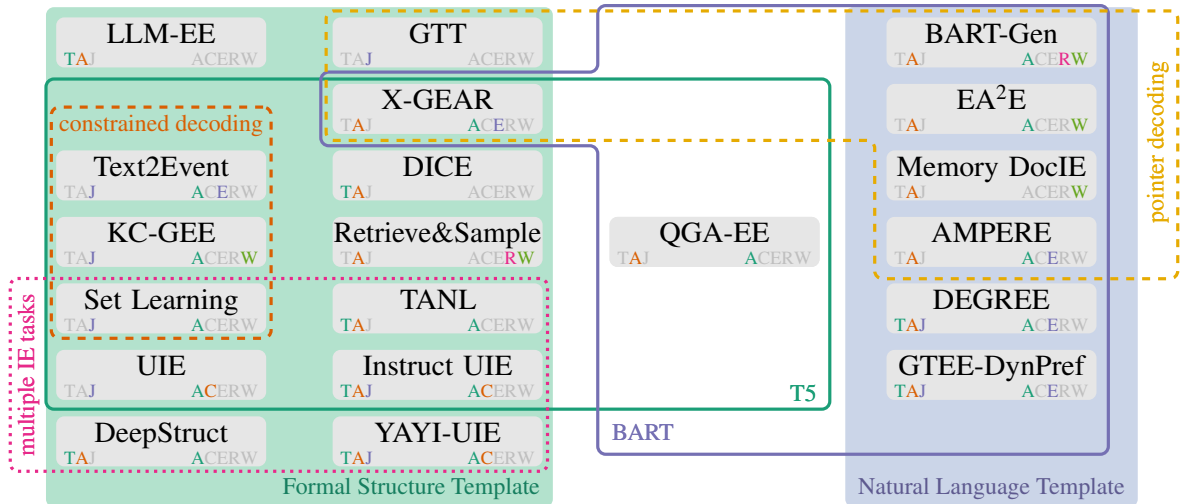 LLM-EE GTT BART-Gen
TAJ ACERW TAJ ACERW TAJ ACERW
X-GEAR EA²E
TAJ ACERW TAJ ACERW
constrained decoding
Text2Event DICE Memory DocIE
TAJ ACERW TAJ ACERW TAJ ACERW
KC-GEE Retrieve&Sample QGA-EE AMPERE
TAJ ACERW TAJ ACERW TAJ ACERW TAJ ACERW
Set Learning TANL DEGREE
TAJ ACERW TAJ ACERW TAJ ACERW
UIE Instruct UIE GTEE-DynPref
TAJ ACERW TAJ ACERW T5 TAJ ACERW
DeepStruct YAYI-UIE BART
TAJ ACERW TAJ ACERW
Formal Structure Template Natural Language Template
multiple IE tasks
pointer decoding